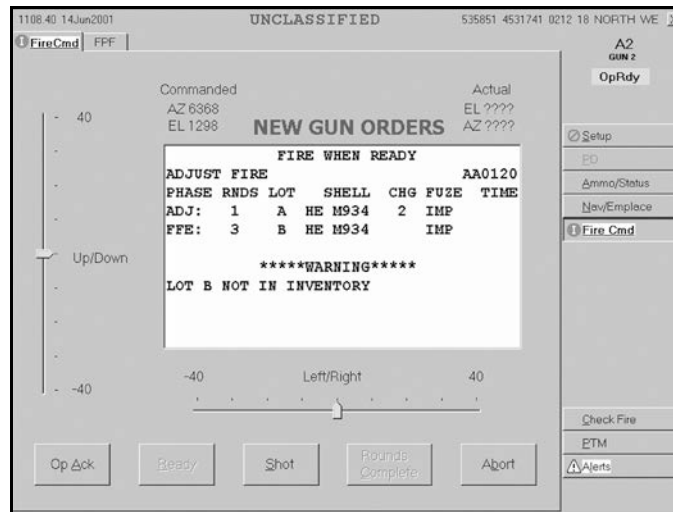 1108.40 14Jun2001 UNCLASSIFIED 535851 4531741 0212 18 NORTH WE
FireCmd FPF
A2
GUN 2
OpRdy
Commanded Actual
AZ 6368 EL ????
EL 1298 NEW GUN ORDERS AZ ????
FIRE WHEN READY
ADJUST FIRE AA0120
PHASE RNDS LOT SHELL CHG FUZE TIME
ADJ: 1 A HE M934 2 IMP
FFE: 3 B HE M934 IMP
*****WARNING*****
LOT B NOT IN INVENTORY
- 40
Up/Down
- -40
-40 Left/Right 40
Op Ack Ready Shot Rounds Complete Abort
Setup
PD
Ammo/Status
Nav/Emplace
Fire Cmd
Check Fire
PTM
Alerts